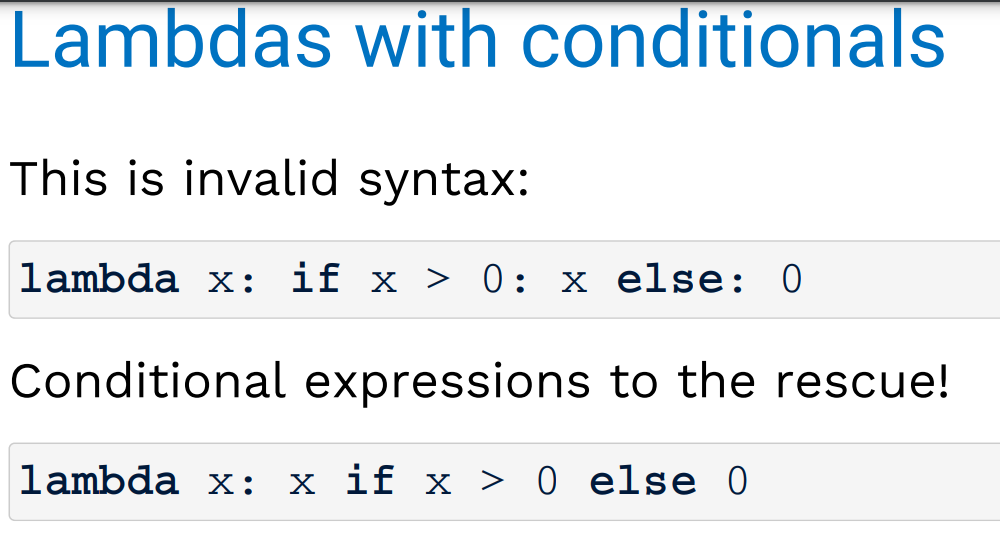 Lambdas with conditionals
This is invalid syntax:
lambda x: if x > 0: x else: 0
Conditional expressions to the rescue!
lambda x: x if x > 0 else 0